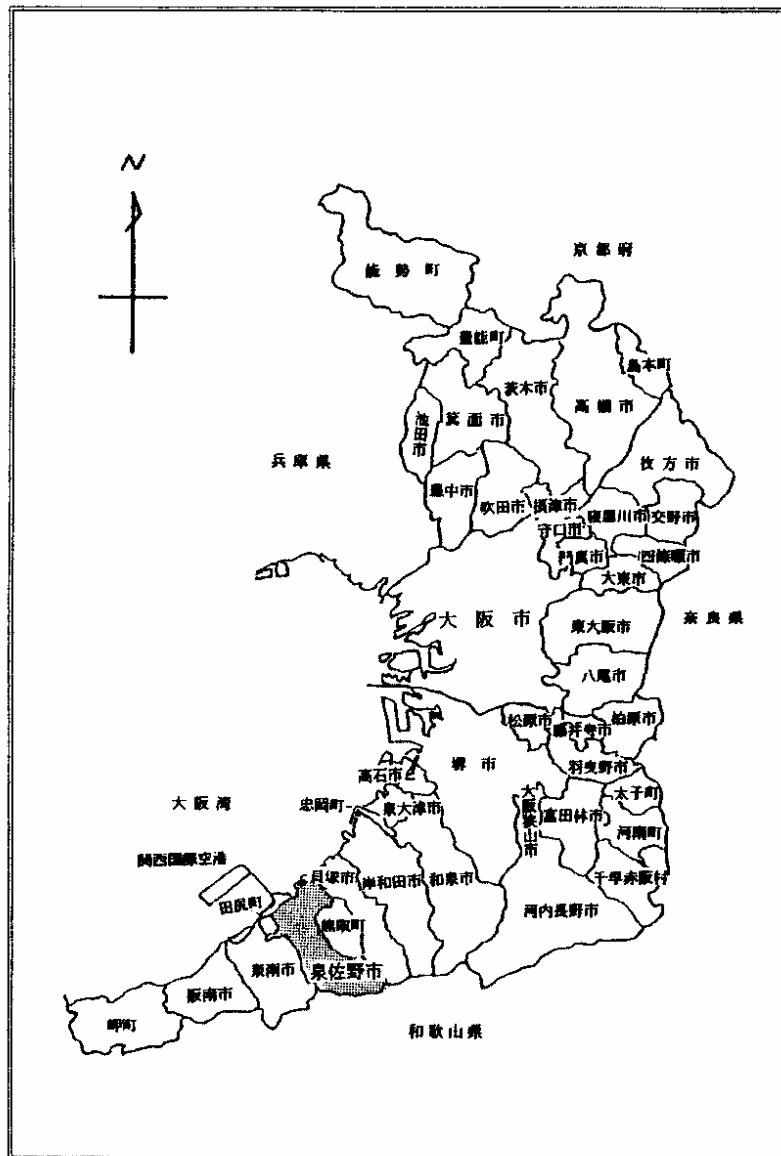 N
京都府
能勢町
豊能町
島本町
茨木市
高槻市
箕面市
池田市
枚方市
兵庫県
豊中市
吹田市
摂津市
寝屋川市
交野市
守口市
門真市
四條畷市
大東市
大阪市
東大阪市
奈良県
八尾市
松原市
藤井寺市
柏原市
堺市
羽曳野市
高石市
太子町
大阪湾
忠岡町
泉大津市
大阪狭山市
富田林市
河南町
関西国際空港
貝塚市
岸和田市
和泉市
千早赤阪村
田尻町
熊取町
河内長野市
泉南市
泉佐野市
阪南市
岬町
和歌山県